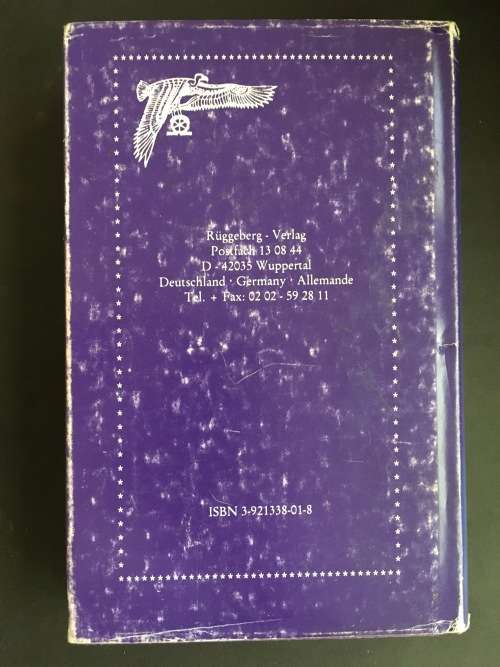 Rüggeberg - Verlag
Postfach 13 08 44
D - 42035 Wuppertal
Deutschland · Germany · Allemande
Tel. + Fax: 02 02 - 59 28 11
ISBN 3-921338-01-8